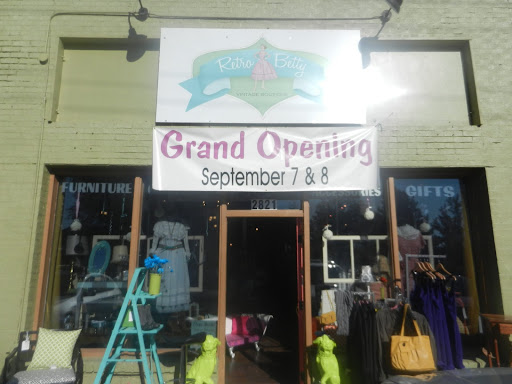 Retro Betty
Grand Opening
September 7 & 8
FURNITURE
GIFTS
2821